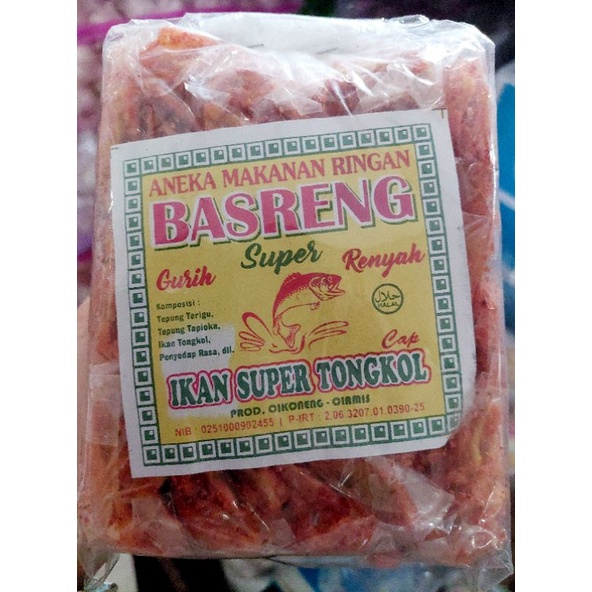 ANEKA MAKANAN RINGAN
BASRENG
Super
Gurih
Renyah
Komposisi :
Tepung Terigu,
Tepung Tapioka,
Ikan Tongkol,
Penyedap Rasa, dll.
حلال
HALAL
Cap
IKAN SUPER TONGKOL
PROD. CIKONENG - CIAMIS
NIB : 0251000902455 | P-IRT : 2.06.3207.01.0390-25